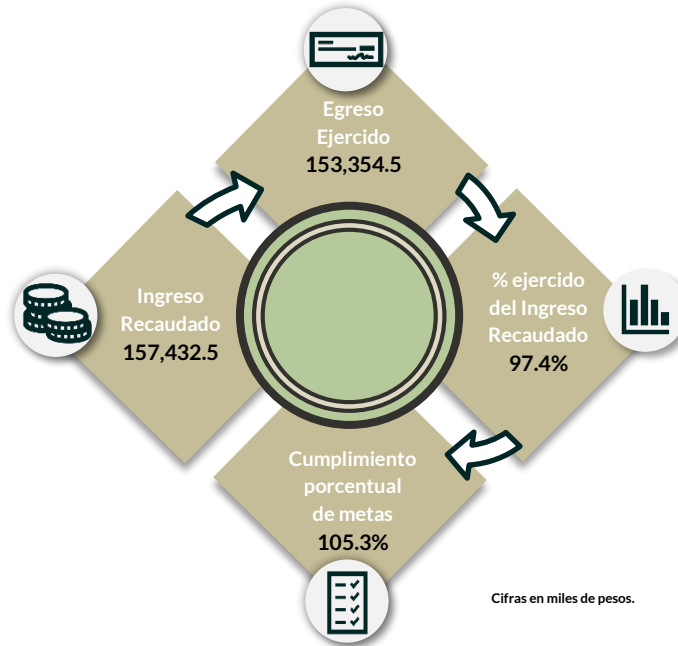 Egreso
Ejercido
153,354.5
Ingreso
Recaudado
157,432.5
% ejercido
del Ingreso
Recaudado
97.4%
Cumplimiento
porcentual
de metas
105.3%
Cifras en miles de pesos.